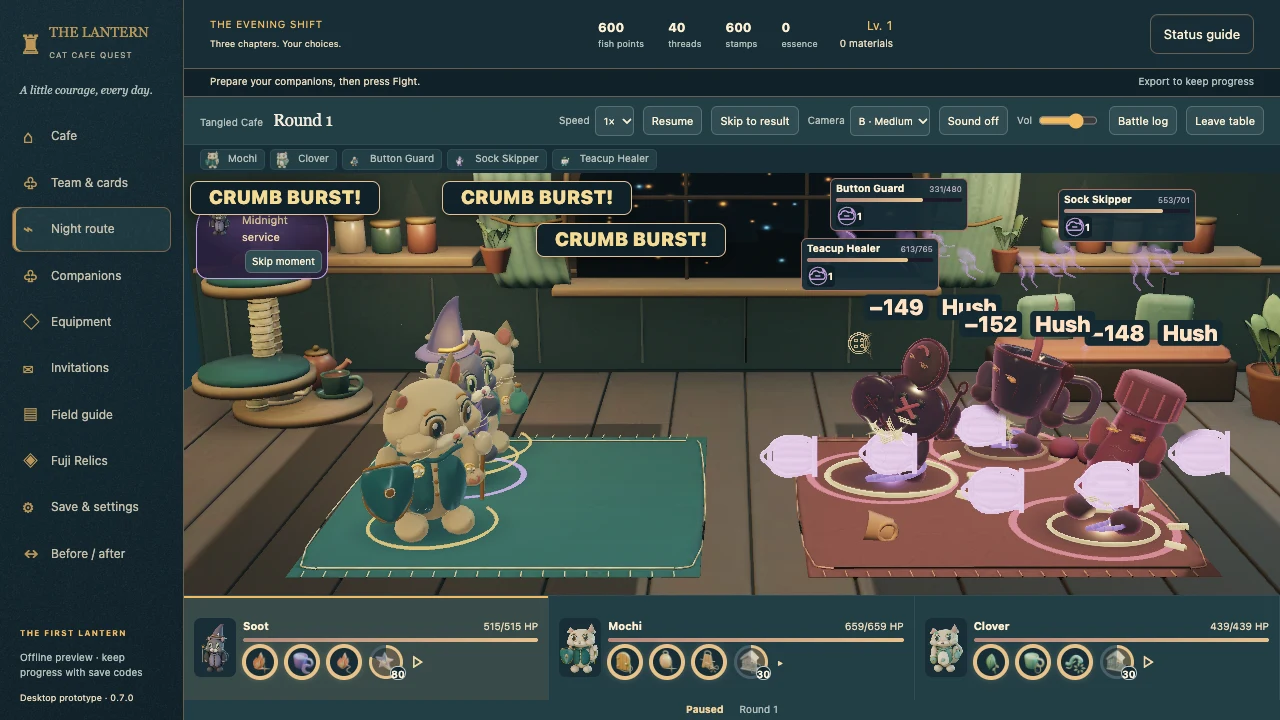 THE LANTERN
CAT CAFE QUEST
A little courage, every day.
Cafe
Team & cards
Night route
Companions
Equipment
Invitations
Field guide
Fuji Relics
Save & settings
Before / after
THE FIRST LANTERN
Offline preview · keep
progress with save codes
Desktop prototype · 0.7.0
THE EVENING SHIFT
Three chapters. Your choices.
600
fish points
40
threads
600
stamps
0
essence
Lv. 1
0 materials
Status guide
Prepare your companions, then press Fight.
Export to keep progress
Tangled Cafe
Round 1
Speed
1x
Resume
Skip to result
Camera
B · Medium
Sound off
Vol
Battle log
Leave table
Mochi
Clover
Button Guard
Sock Skipper
Teacup Healer
CRUMB BURST!
CRUMB BURST!
CRUMB BURST!
Midnight
service
Skip moment
Button Guard 331/480
1
Sock Skipper 553/701
1
Teacup Healer 613/765
1
−149 Hush
−152 Hush
-148 Hush
Soot 515/515 HP
80
Mochi 659/659 HP
30
Clover 439/439 HP
30
Paused Round 1